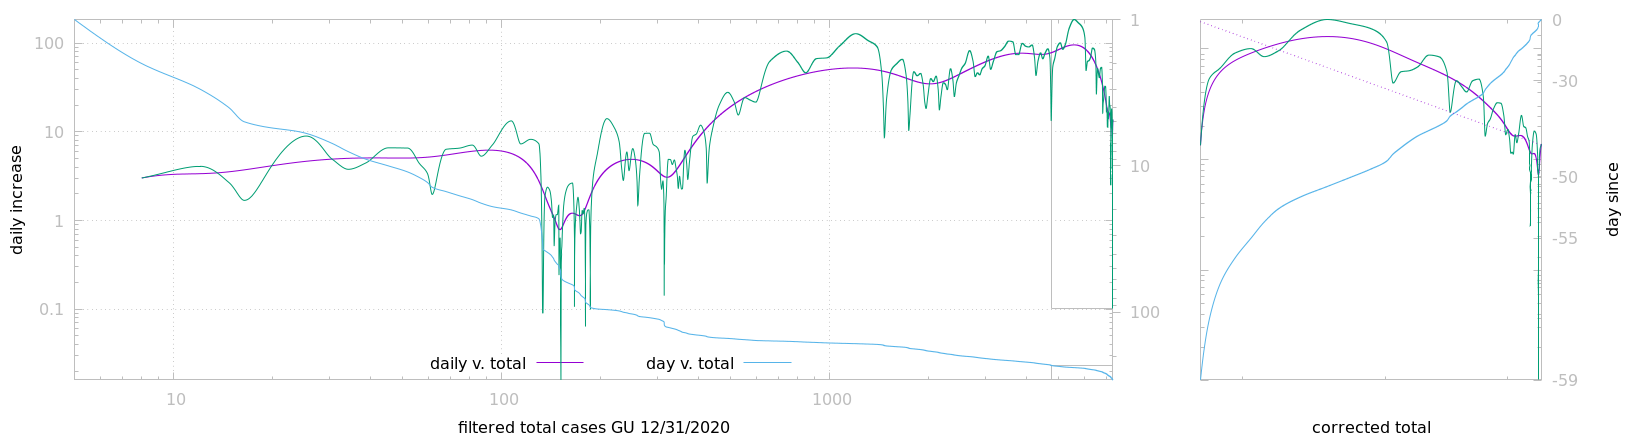 100
10
1
0.1
daily increase
10
100
1000
filtered total cases GU 12/31/2020
daily v. total
day v. total
1
10
100
0
-30
-50
-55
-59
day since
corrected total